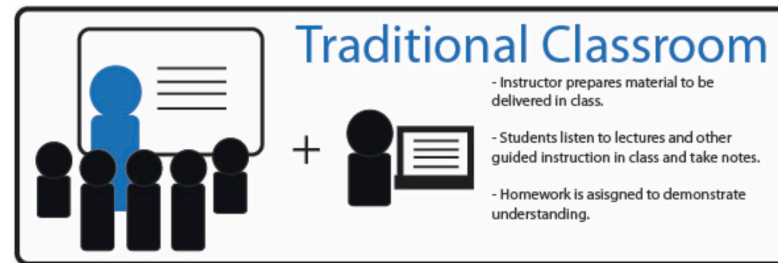 Traditional Classroom
- Instructor prepares material to be
delivered in class.
- Students listen to lectures and other
guided instruction in class and take notes.
- Homework is asisgned to demonstrate
understanding.